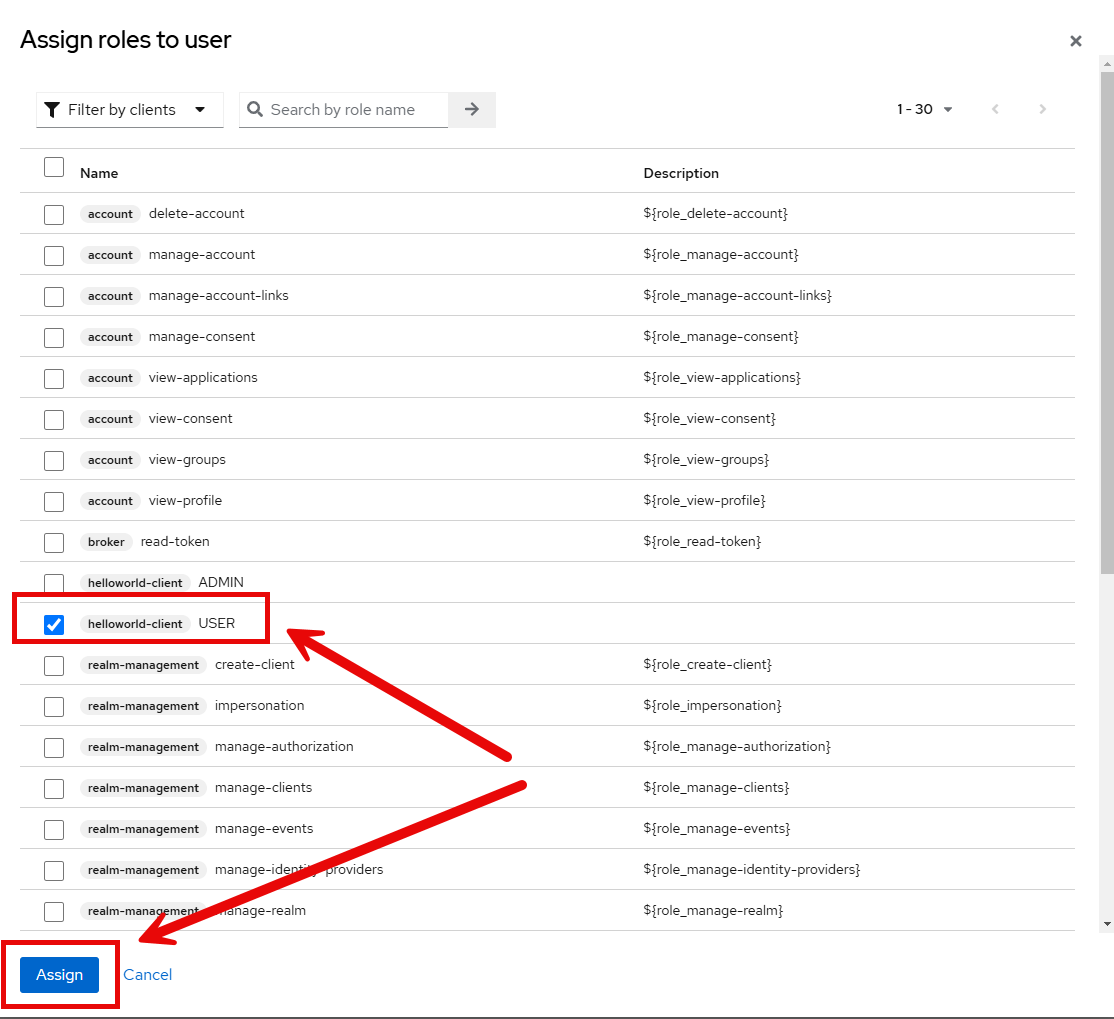 Assign roles to user
Filter by clients Search by role name 1 - 30
Name Description
account delete-account ${role_delete-account}
account manage-account ${role_manage-account}
account manage-account-links ${role_manage-account-links}
account manage-consent ${role_manage-consent}
account view-applications ${role_view-applications}
account view-consent ${role_view-consent}
account view-groups ${role_view-groups}
account view-profile ${role_view-profile}
broker read-token ${role_read-token}
helloworld-client ADMIN
helloworld-client USER
realm-management create-client ${role_create-client}
realm-management impersonation ${role_impersonation}
realm-management manage-authorization ${role_manage-authorization}
realm-management manage-clients ${role_manage-clients}
realm-management manage-events ${role_manage-events}
realm-management manage-identity-providers ${role_manage-identity-providers}
realm-management manage-realm ${role_manage-realm}
Assign Cancel